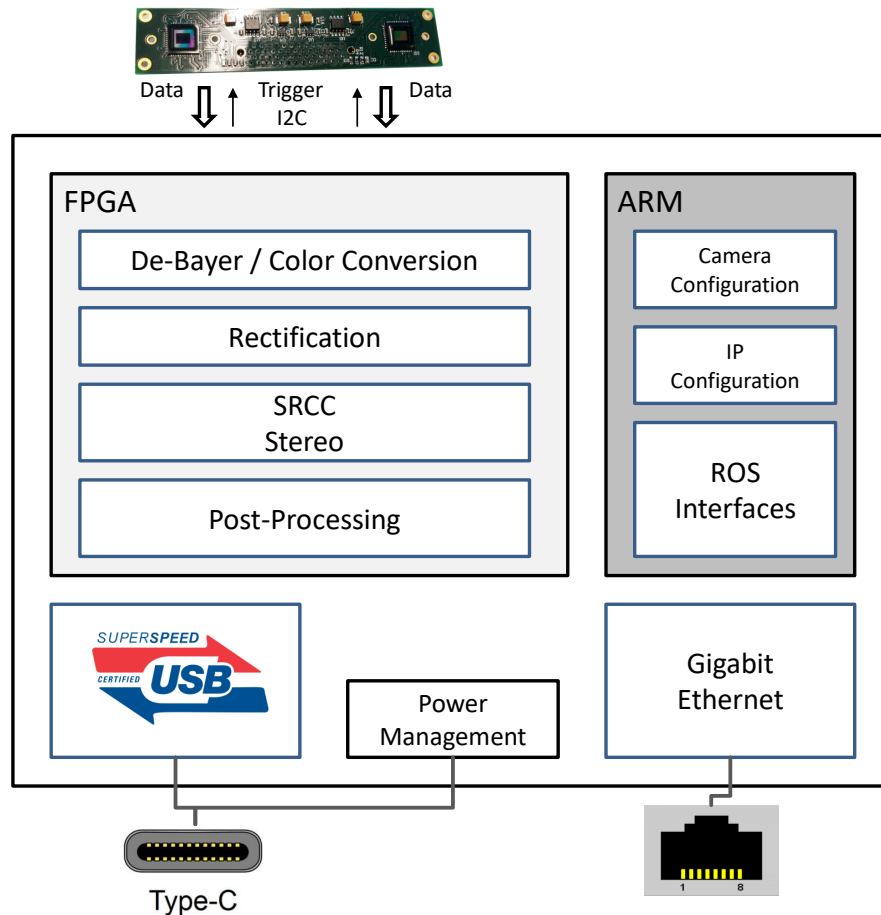 Data
Trigger
Data
I2C
FPGA
De-Bayer / Color Conversion
Rectification
SRCC
Stereo
Post-Processing
ARM
Camera
Configuration
IP
Configuration
ROS
Interfaces
SUPERSPEED
CERTIFIED USB
Power
Management
Gigabit
Ethernet
Type-C
1 8